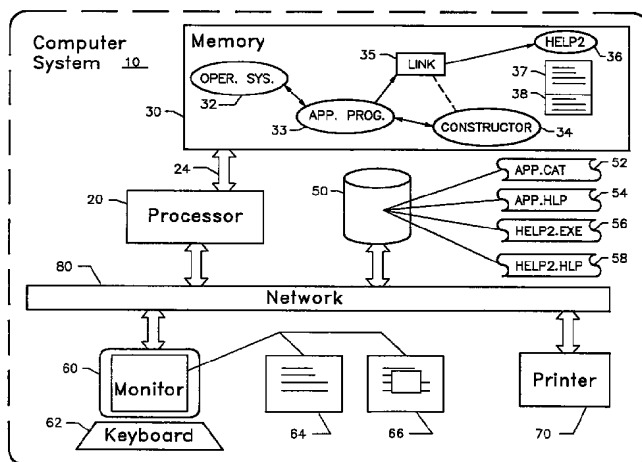 Computer
System 10
Memory
35
LINK
HELP2
36
37
38
OPER. SYS.
32
30
APP. PROG.
33
CONSTRUCTOR
34
24
20
Processor
50
APP.CAT
52
APP.HLP
54
HELP2.EXE
56
HELP2.HLP
58
80
Network
60
Monitor
62
Keyboard
64
66
Printer
70